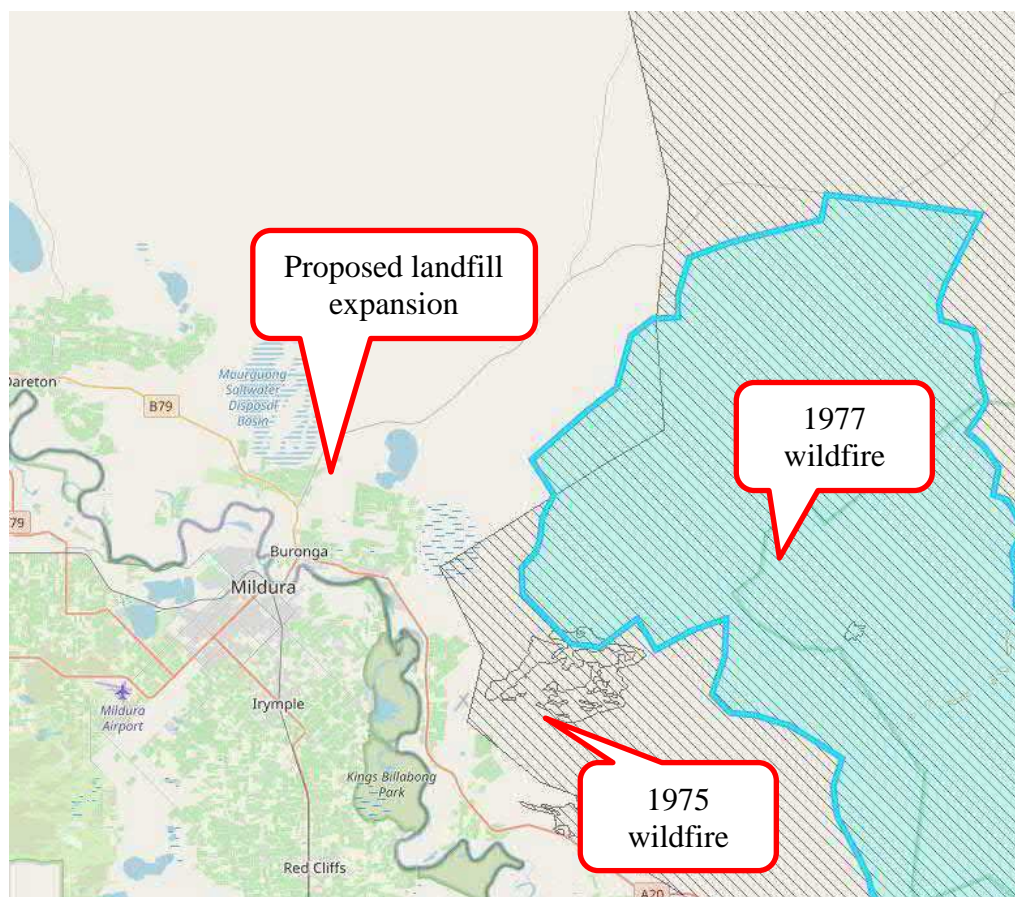 Proposed landfill
expansion
Mourquong
Saltwater
Disposal
Basin
Dareton
B79
1977
wildfire
79
Buronga
Mildura
Mildura
Airport
Irymple
Kings Billabong
Park
1975
wildfire
Red Cliffs
A20